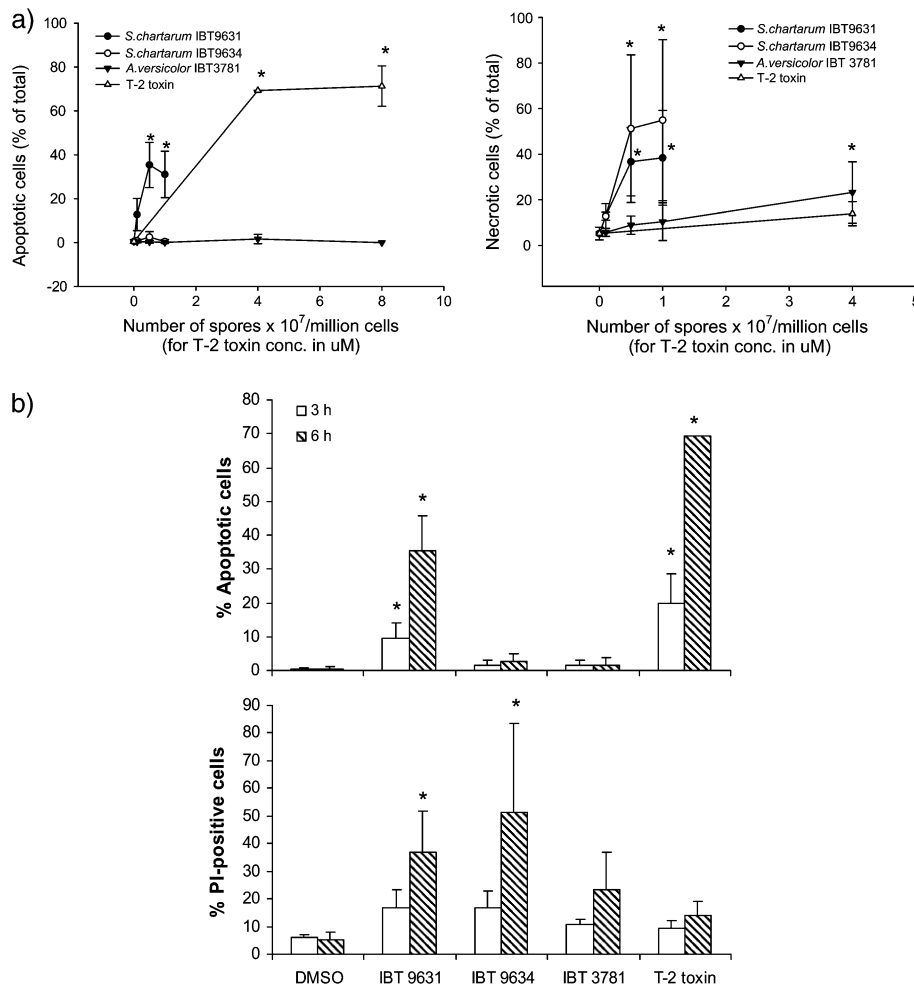 a)
Apoptotic cells (% of total)
100
80
60
40
20
0
-20
S.chartarum IBT9631
S.chartarum IBT9634
A.versicolor IBT3781
T-2 toxin
*
*
*
*
0 2 4 6 8 10
Number of spores x 10⁷/million cells
(for T-2 toxin conc. in uM)
Necrotic cells (% of total)
100
80
60
40
20
0
S.chartarum IBT9631
S.chartarum IBT9634
A.versicolor IBT 3781
T-2 toxin
*
*
*
*
*
0 1 2 3 4 5
Number of spores x 10⁷/million cells
(for T-2 toxin conc. in uM)
b)
% Apoptotic cells
80
70
60
50
40
30
20
10
0
3 h
6 h
*
*
*
*
% PI-positive cells
90
80
70
60
50
40
30
20
10
0
*
*
DMSO IBT 9631 IBT 9634 IBT 3781 T-2 toxin